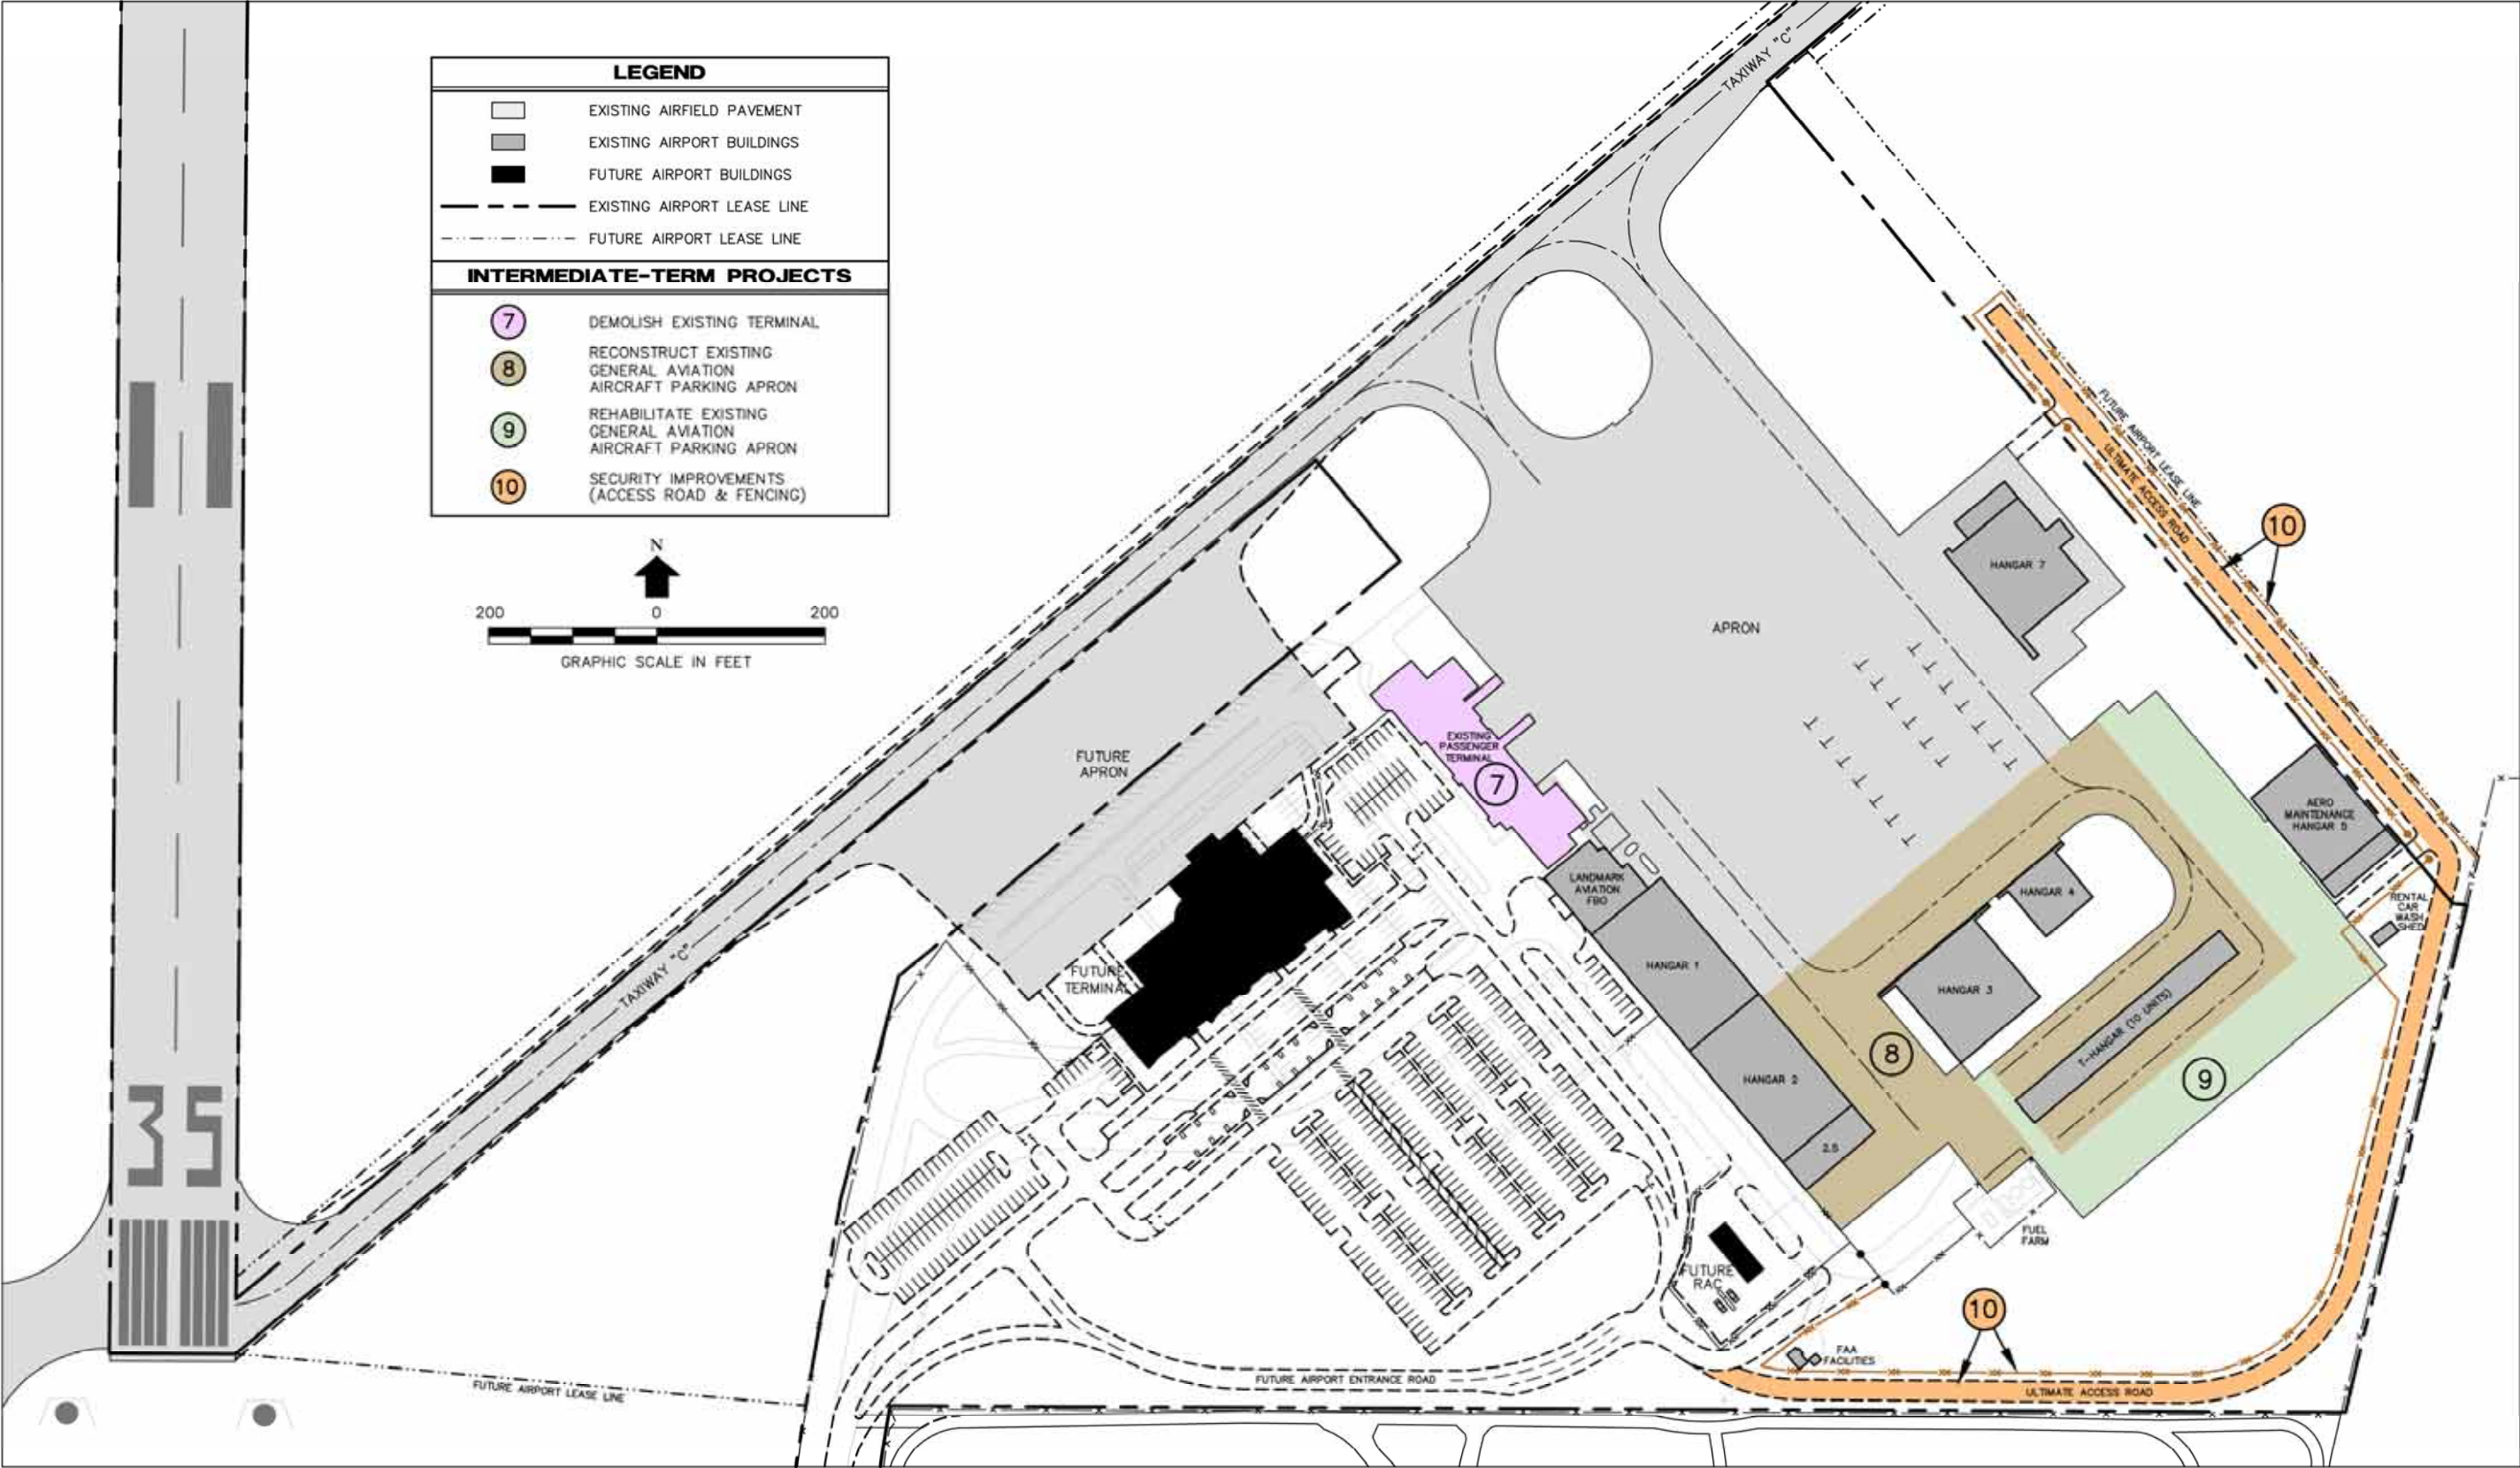 LEGEND
EXISTING AIRFIELD PAVEMENT
EXISTING AIRPORT BUILDINGS
FUTURE AIRPORT BUILDINGS
EXISTING AIRPORT LEASE LINE
FUTURE AIRPORT LEASE LINE
INTERMEDIATE-TERM PROJECTS
7 DEMOLISH EXISTING TERMINAL
8 RECONSTRUCT EXISTING
GENERAL AVIATION
AIRCRAFT PARKING APRON
9 REHABILITATE EXISTING
GENERAL AVIATION
AIRCRAFT PARKING APRON
10 SECURITY IMPROVEMENTS
(ACCESS ROAD & FENCING)
N
200 0 200
GRAPHIC SCALE IN FEET
TAXIWAY "C"
FUTURE AIRPORT LEASE LINE
ULTIMATE ACCESS ROAD
10
HANGAR 7
APRON
EXISTING
PASSENGER
TERMINAL
7
FUTURE
APRON
AERO
MAINTENANCE
HANGAR 5
LANDMARK
AVIATION
FBO
HANGAR 4
RENTAL
CAR
WASH
SHED
HANGAR 1
HANGAR 3
TAXIWAY "C"
FUTURE
TERMINAL
T-HANGAR (10 UNITS)
8
9
HANGAR 2
2.5
35
FUEL
FARM
FUTURE
RAC
10
FAA
FACILITIES
FUTURE AIRPORT ENTRANCE ROAD
ULTIMATE ACCESS ROAD
FUTURE AIRPORT LEASE LINE